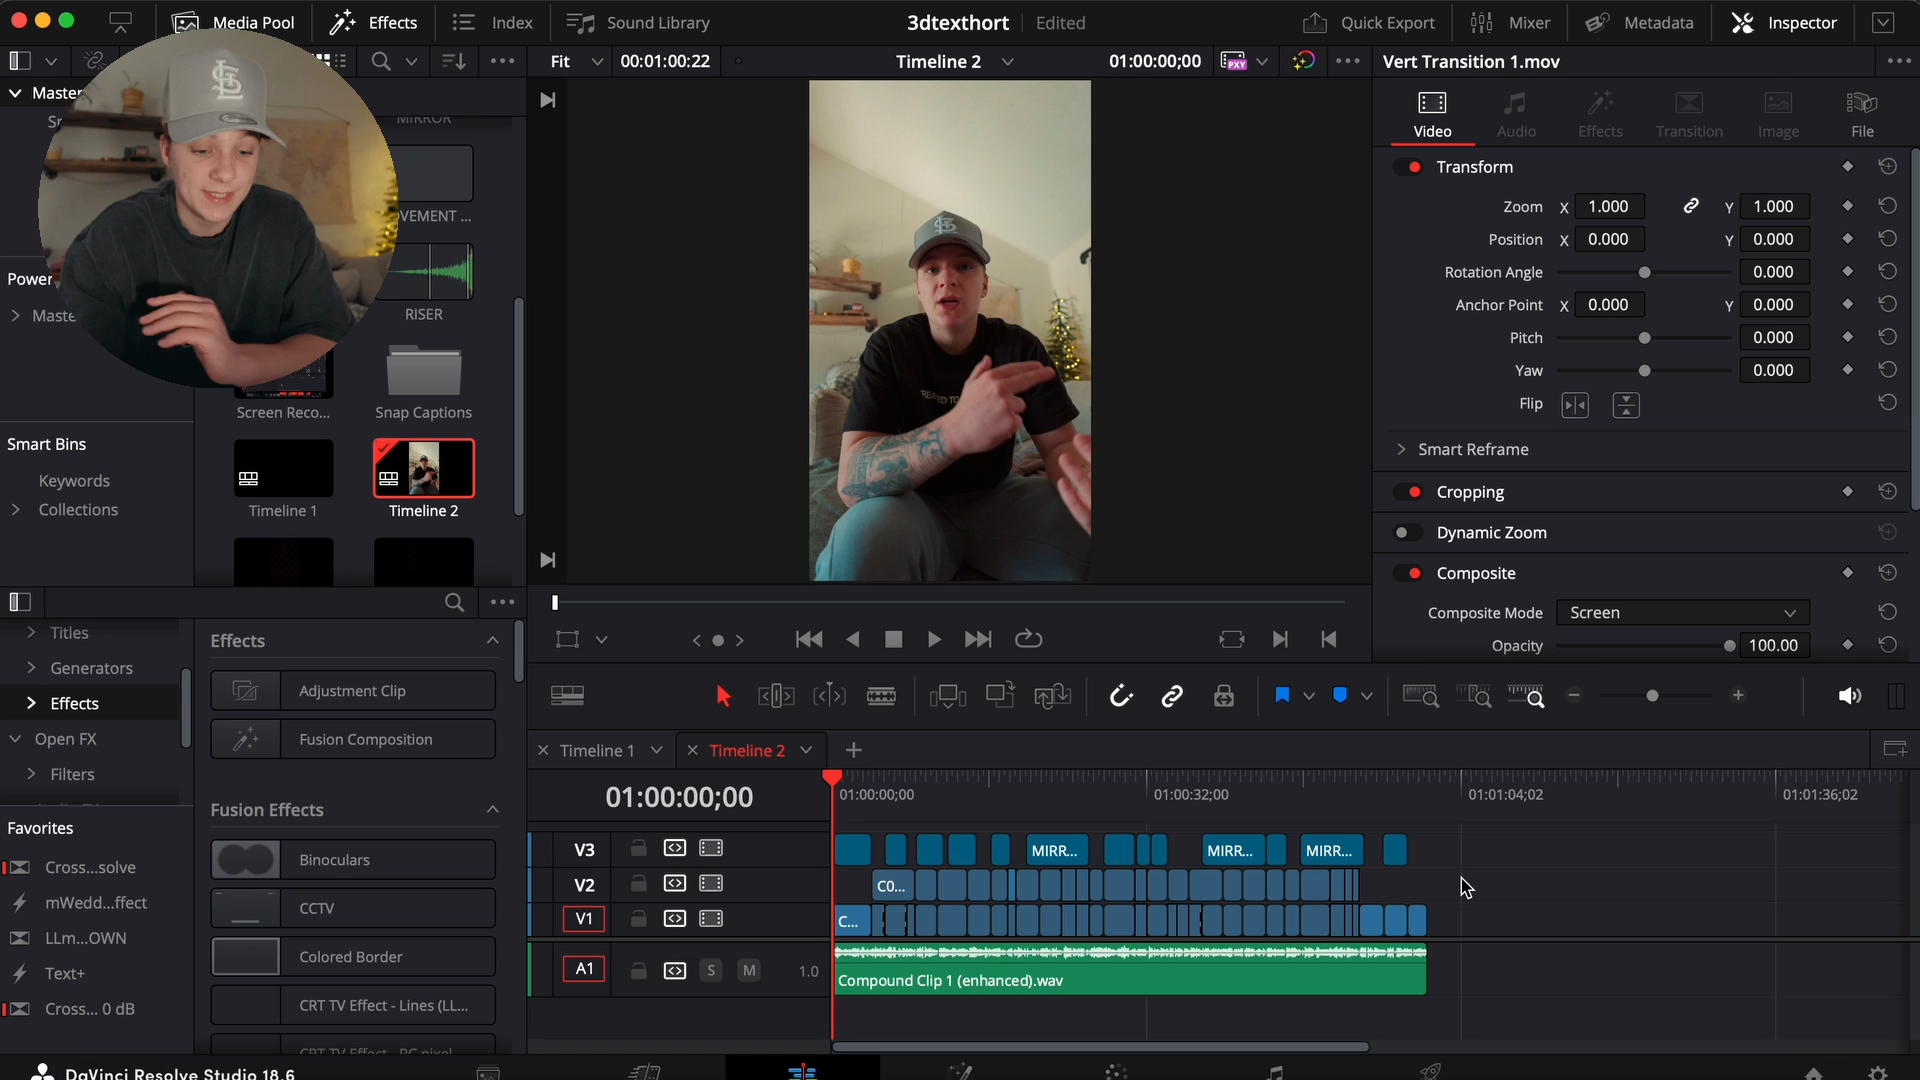 Media Pool
Effects
Index
Sound Library
3dtexthort
Edited
Quick Export
Mixer
Metadata
Inspector
Fit
00:01:00:22
Timeline 2
01:00:00;00
PXY
Vert Transition 1.mov
Master
MIRROR
VEMENT ...
RISER
Power
Maste
Screen Reco...
Snap Captions
Timeline 1
Timeline 2
Smart Bins
Keywords
Collections
Video
Audio
Effects
Transition
Image
File
Transform
Zoom X 1.000 Y 1.000
Position X 0.000 Y 0.000
Rotation Angle 0.000
Anchor Point X 0.000 Y 0.000
Pitch 0.000
Yaw 0.000
Flip
Smart Reframe
Cropping
Dynamic Zoom
Composite
Composite Mode Screen
Opacity 100.00
Titles
Generators
Effects
Open FX
Filters
Favorites
Cross...solve
mWedd...ffect
LLm...OWN
Text+
Cross... 0 dB
Effects
Adjustment Clip
Fusion Composition
Fusion Effects
Binoculars
CCTV
Colored Border
CRT TV Effect - Lines (LL...
Timeline 1
Timeline 2
01:00:00;00
01:00:00;00
01:00:32;00
01:01:04;02
01:01:36;02
V3
MIRR...
MIRR...
MIRR...
V2
C0...
V1
C...
A1
S
M
1.0
Compound Clip 1 (enhanced).wav
DaVinci Resolve Studio 18.6